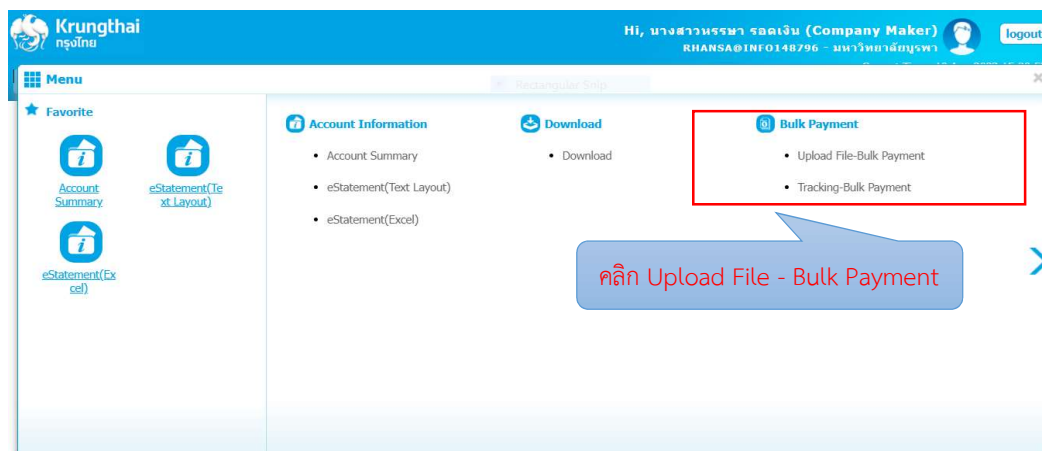 Krungthai
กรุงไทย
Hi, นางสาวหรรษา รอดเงิน (Company Maker)
RHANSA@INFO148796 - มหาวิทยาลัยบูรพา
logout
Menu
Rectangular Snip
Favorite
Account
Summary
eStatement(Te
xt Layout)
eStatement(Ex
cel)
Account Information
• Account Summary
• eStatement(Text Layout)
• eStatement(Excel)
Download
• Download
Bulk Payment
• Upload File-Bulk Payment
• Tracking-Bulk Payment
คลิก Upload File - Bulk Payment